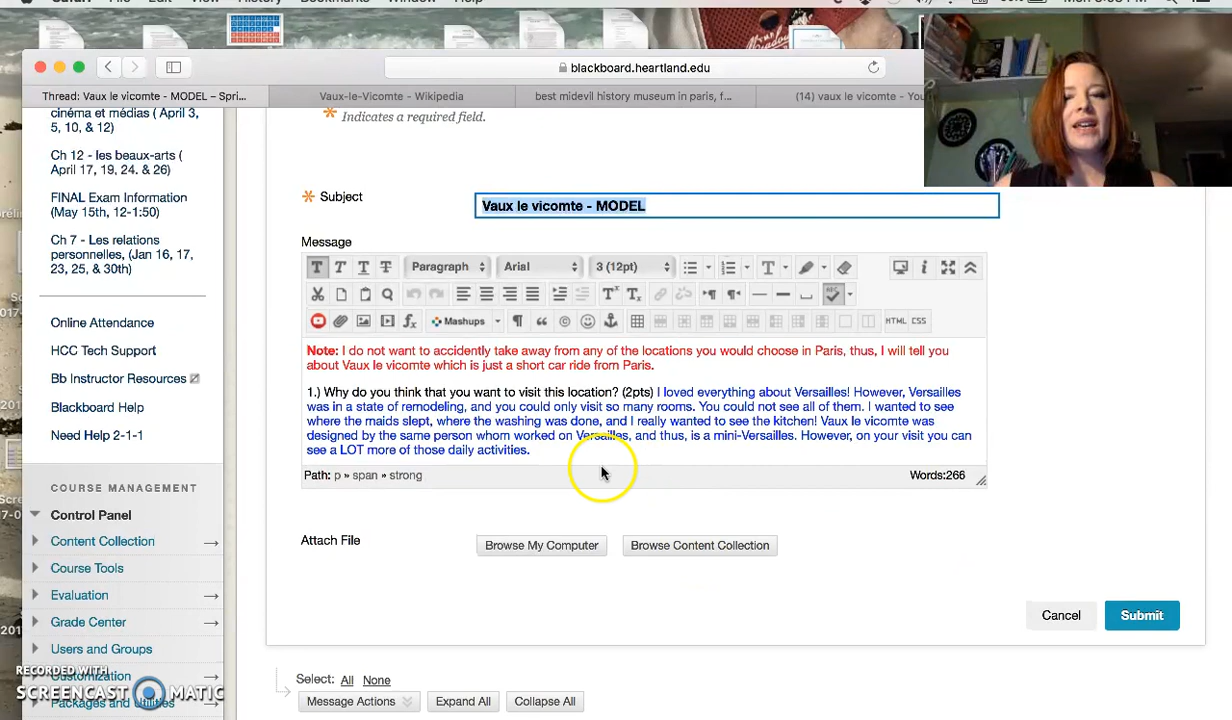 blackboard.heartland.edu
Thread: Vaux le vicomte - MODEL – Spri...
Vaux-le-Vicomte - Wikipedia
best midevil history museum in paris, f...
(14) vaux le vicomte - You
cinéma et médias (April 3,
5, 10, & 12)
Ch 12 - les beaux-arts (
April 17, 19, 24. & 26)
FINAL Exam Information
(May 15th, 12-1:50)
Ch 7 - Les relations
personnelles, (Jan 16, 17,
23, 25, & 30th)
Online Attendance
HCC Tech Support
Bb Instructor Resources
Blackboard Help
Need Help 2-1-1
COURSE MANAGEMENT
Control Panel
Content Collection
Course Tools
Evaluation
Grade Center
Users and Groups
Customization
Packages and Utilities
RECORDED WITH
SCREENCAST MATIC
Indicates a required field.
Subject
Vaux le vicomte - MODEL
Message
T T T T Paragraph Arial 3 (12pt)
Mashups HTML CSS
Note: I do not want to accidently take away from any of the locations you would choose in Paris, thus, I will tell you
about Vaux le vicomte which is just a short car ride from Paris.
1.) Why do you think that you want to visit this location? (2pts) I loved everything about Versailles! However, Versailles
was in a state of remodeling, and you could only visit so many rooms. You could not see all of them. I wanted to see
where the maids slept, where the washing was done, and I really wanted to see the kitchen! Vaux le vicomte was
designed by the same person whom worked on Versailles, and thus, is a mini-Versailles. However, on your visit you can
see a LOT more of those daily activities.
Path: p » span » strong
Words:266
Attach File
Browse My Computer
Browse Content Collection
Cancel
Submit
Select: All None
Message Actions
Expand All
Collapse All